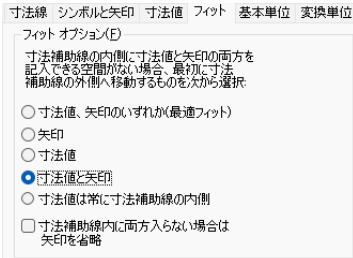 寸法線 シンボルと矢印 寸法値 フィット 基本単位 変換単位
フィット オプション(F)
寸法補助線の内側に寸法値と矢印の両方を
記入できる空間がない場合、最初に寸法
補助線の外側へ移動するものを次から選択:
寸法値、矢印のいずれか(最適フィット)
矢印
寸法値
寸法値と矢印
寸法値は常に寸法補助線の内側
寸法補助線内に両方入らない場合は
矢印を省略